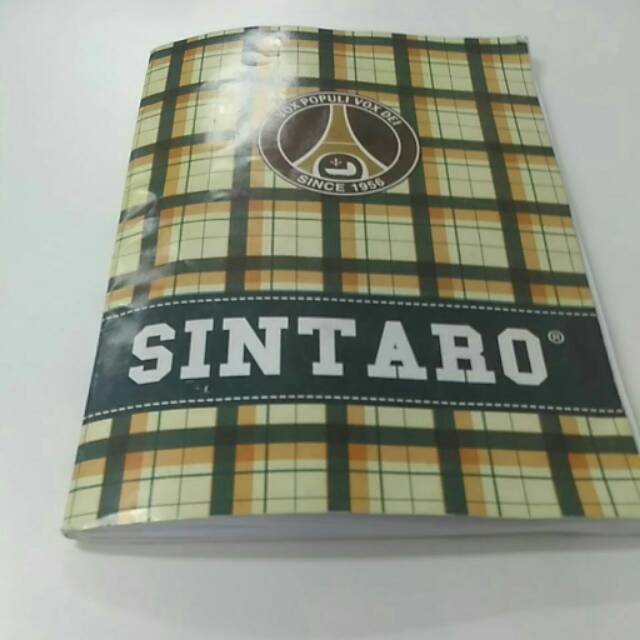 VOX POPULI VOX DEI
SINCE 1956
SINTARO®